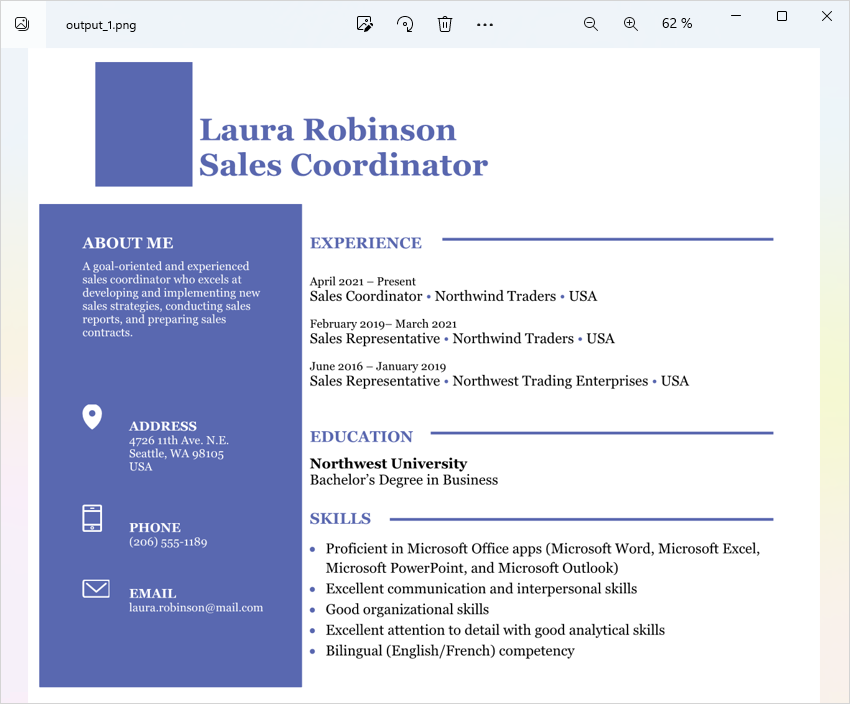 output_1.png
62 %
Laura Robinson
Sales Coordinator
ABOUT ME
A goal-oriented and experienced
sales coordinator who excels at
developing and implementing new
sales strategies, conducting sales
reports, and preparing sales
contracts.
ADDRESS
4726 11th Ave. N.E.
Seattle, WA 98105
USA
PHONE
(206) 555-1189
EMAIL
laura.robinson@mail.com
EXPERIENCE
April 2021 – Present
Sales Coordinator • Northwind Traders • USA
February 2019– March 2021
Sales Representative • Northwind Traders • USA
June 2016 – January 2019
Sales Representative • Northwest Trading Enterprises • USA
EDUCATION
Northwest University
Bachelor’s Degree in Business
SKILLS
• Proficient in Microsoft Office apps (Microsoft Word, Microsoft Excel,
Microsoft PowerPoint, and Microsoft Outlook)
• Excellent communication and interpersonal skills
• Good organizational skills
• Excellent attention to detail with good analytical skills
• Bilingual (English/French) competency